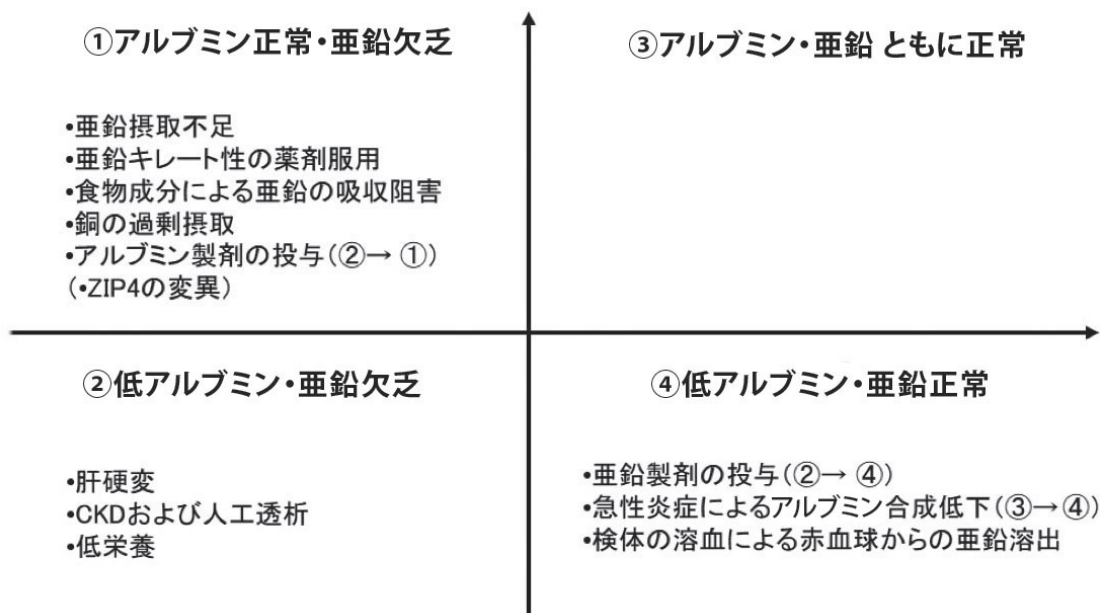 ①アルブミン正常・亜鉛欠乏
•亜鉛摂取不足
•亜鉛キレート性の薬剤服用
•食物成分による亜鉛の吸収阻害
•銅の過剰摂取
•アルブミン製剤の投与(②→ ①)
(•ZIP4の変異)
③アルブミン・亜鉛 ともに正常
②低アルブミン・亜鉛欠乏
•肝硬変
•CKDおよび人工透析
•低栄養
④低アルブミン・亜鉛正常
•亜鉛製剤の投与(②→ ④)
•急性炎症によるアルブミン合成低下(③→④)
•検体の溶血による赤血球からの亜鉛溶出